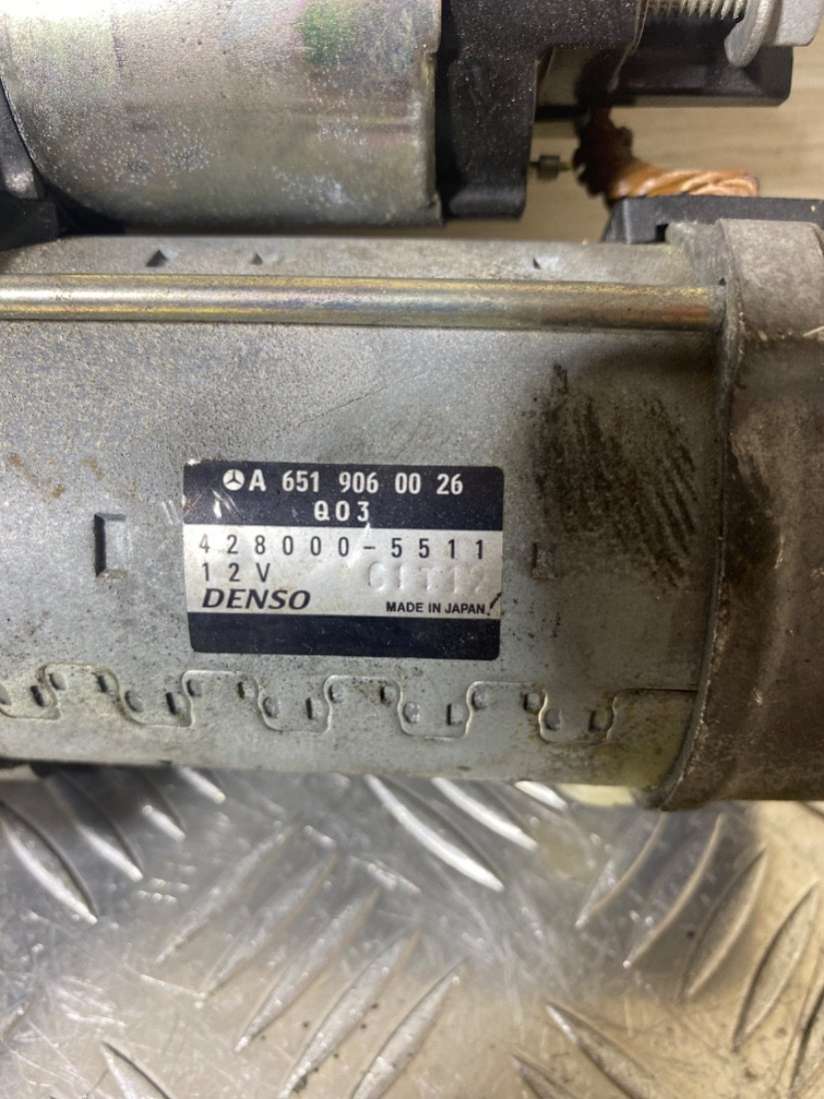 A 651 906 00 26
Q03
428000-5511
12V
DENSO MADE IN JAPAN